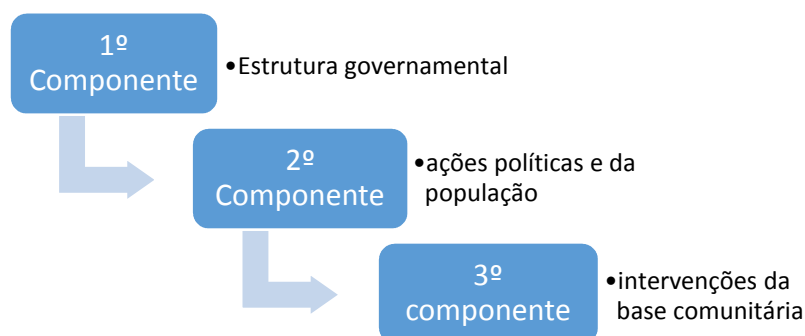 1º
Componente
•Estrutura governamental
2º
Componente
•ações políticas e da
população
3º
componente
•intervenções da
base comunitária